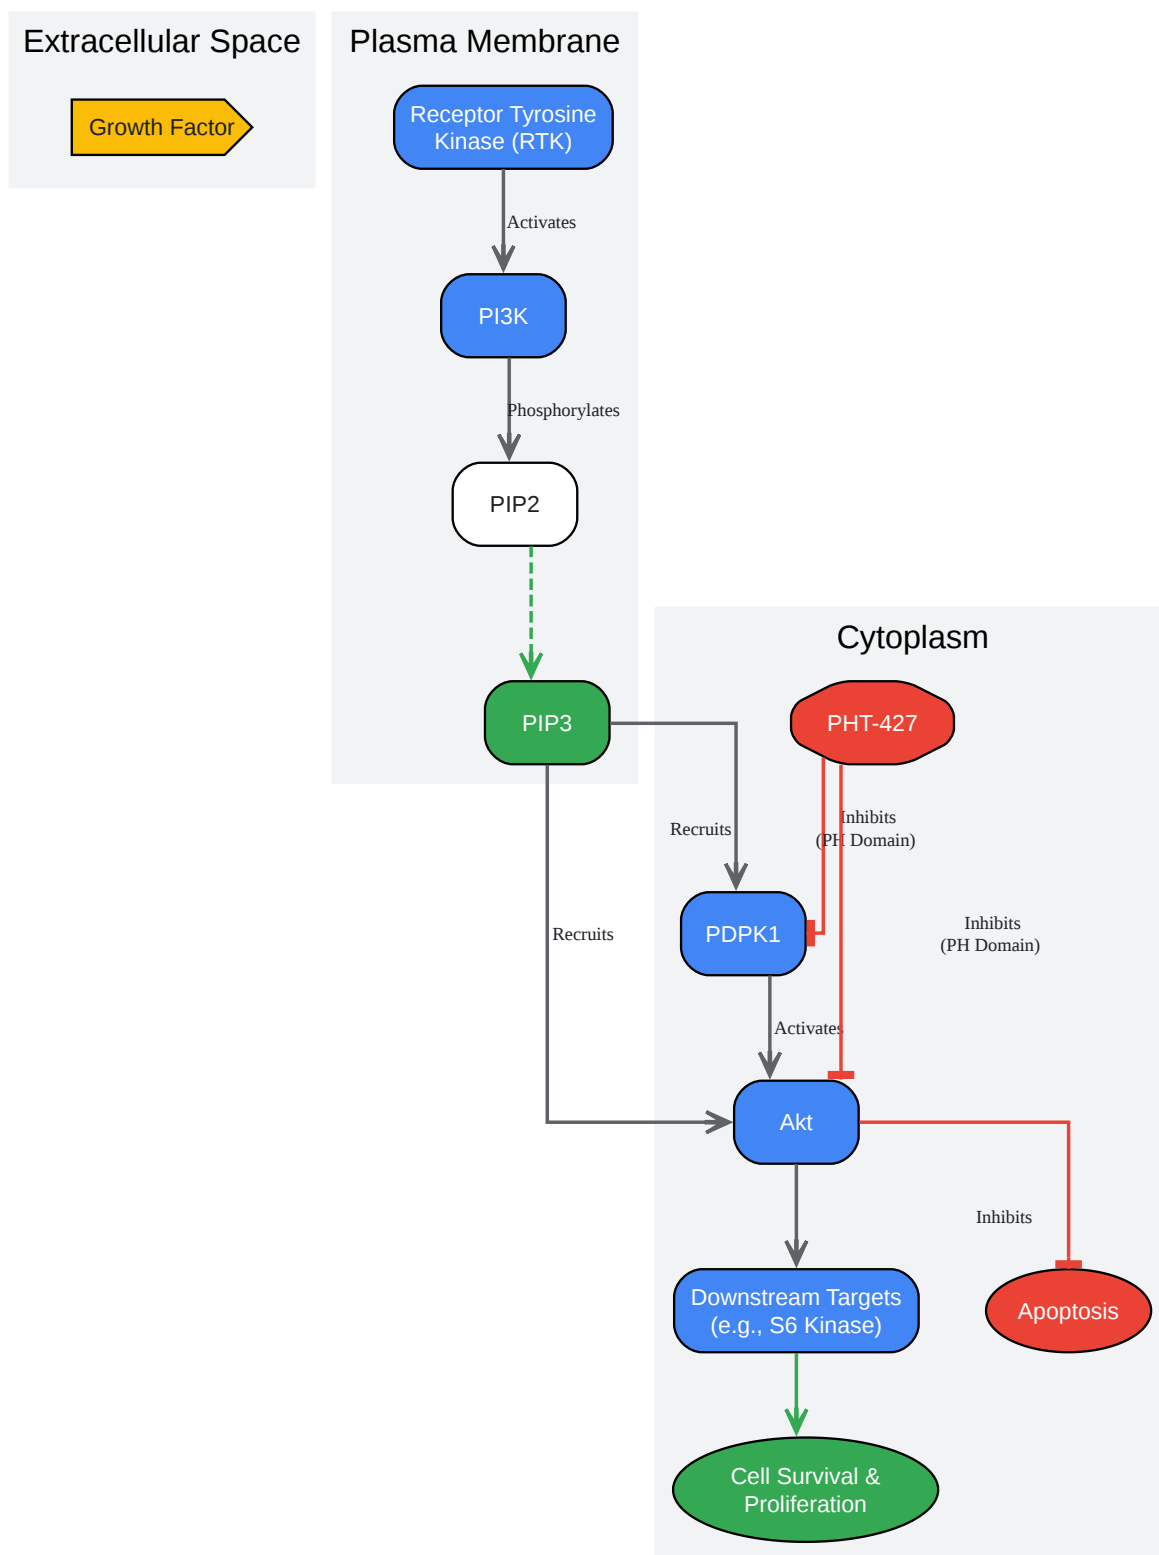 Extracellular Space
Growth Factor
Plasma Membrane
Receptor Tyrosine
Kinase (RTK)
Activates
PI3K
Phosphorylates
PIP2
PIP3
Cytoplasm
PHT-427
Recruits
Inhibits
(PH Domain)
PDPK1
Recruits
Inhibits
(PH Domain)
Activates
Akt
Inhibits
Downstream Targets
(e.g., S6 Kinase)
Apoptosis
Cell Survival &
Proliferation